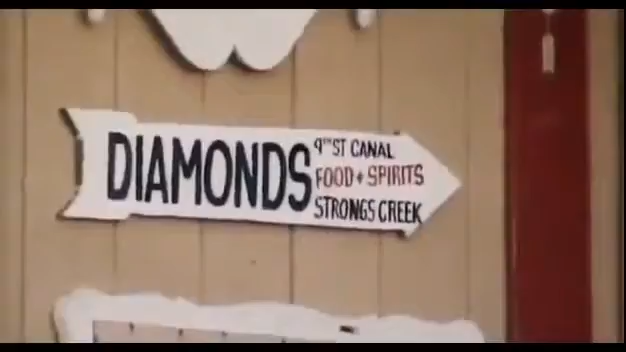 DIAMONDS
9TH ST CANAL
FOOD + SPIRITS
STRONGS CREEK